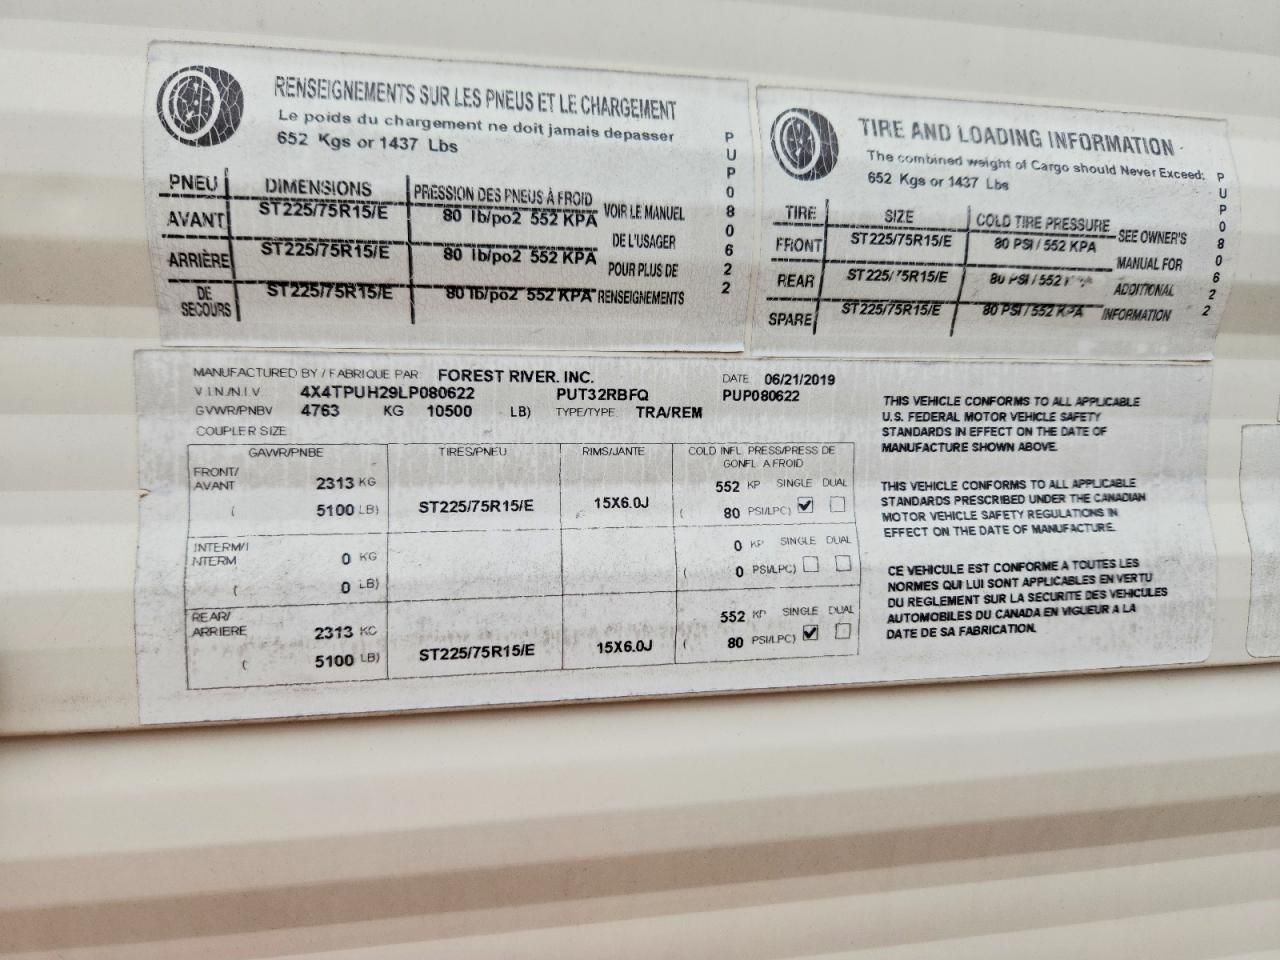 RENSEIGNEMENTS SUR LES PNEUS ET LE CHARGEMENT
Le poids du chargement ne doit jamais depasser
652 Kgs or 1437 Lbs
PNEU DIMENSIONS PRESSION DES PNEUS À FROID
AVANT ST225/75R15/E 80 lb/po2 552 KPA
ARRIÈRE ST225/75R15/E 80 lb/po2 552 KPA
DE SECOURS ST225/75R15/E 80 lb/po2 552 KPA
VOIR LE MANUEL
DE L'USAGER
POUR PLUS DE
RENSEIGNEMENTS
PUP080622
TIRE AND LOADING INFORMATION
The combined weight of Cargo should Never Exceed:
652 Kgs or 1437 Lbs
TIRE SIZE COLD TIRE PRESSURE
FRONT ST225/75R15/E 80 PSI / 552 KPA
REAR ST225/75R15/E 80 PSI / 552
SPARE ST225/75R15/E 80 PSI / 552 KPA
SEE OWNER'S
MANUAL FOR
ADDITIONAL
INFORMATION
PUP080622
MANUFACTURED BY / FABRIQUE PAR FOREST RIVER. INC. DATE 06/21/2019
V.I.N./N.I.V. 4X4TPUH29LP080622 PUT32RBFQ PUP080622
GVWR/PNBV 4763 KG 10500 LB) TYPE/TYPE TRA/REM
COUPLER SIZE
GAWR/PNBE TIRES/PNEU RIMS/JANTE COLD INFL. PRESS/PRESS DE
GONFL. A FROID
FRONT/
AVANT 2313 KG 552 KP SINGLE DUAL
( 5100 LB) ST225/75R15/E 15X6.0J ( 80 PSI/LPC) ✓
INTERM/I
NTERM 0 KG 0 KP SINGLE DUAL
( 0 LB) ( 0 PSI/LPC)
REAR/
ARRIERE 2313 KG 552 KP SINGLE DUAL
( 5100 LB) ST225/75R15/E 15X6.0J ( 80 PSI/LPC) ✓
THIS VEHICLE CONFORMS TO ALL APPLICABLE
U.S. FEDERAL MOTOR VEHICLE SAFETY
STANDARDS IN EFFECT ON THE DATE OF
MANUFACTURE SHOWN ABOVE.
THIS VEHICLE CONFORMS TO ALL APPLICABLE
STANDARDS PRESCRIBED UNDER THE CANADIAN
MOTOR VEHICLE SAFETY REGULATIONS IN
EFFECT ON THE DATE OF MANUFACTURE.
CE VEHICULE EST CONFORME A TOUTES LES
NORMES QUI LUI SONT APPLICABLES EN VERTU
DU REGLEMENT SUR LA SECURITE DES VEHICULES
AUTOMOBILES DU CANADA EN VIGUEUR A LA
DATE DE SA FABRICATION.